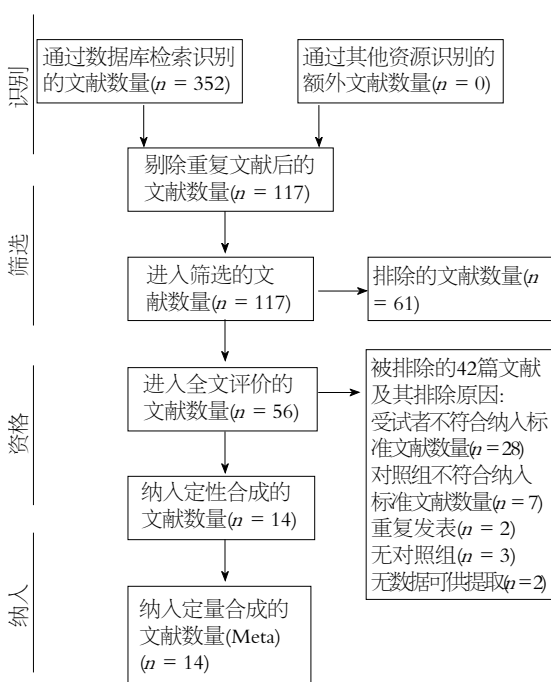 识别
通过数据库检索识别
的文献数量(n = 352)
通过其他资源识别的
额外文献数量(n = 0)
剔除重复文献后的
文献数量(n = 117)
筛选
进入筛选的文
献数量(n = 117)
排除的文献数量(n
= 61)
资格
进入全文评价的
文献数量(n = 56)
被排除的42篇文献
及其排除原因:
受试者不符合纳入标
准文献数量(n=28)
对照组不符合纳入
标准文献数量(n=7)
重复发表(n = 2)
无对照组(n = 3)
无数据可供提取(n=2)
纳入定性合成的
文献数量(n = 14)
纳入
纳入定量合成的
文献数量(Meta)
(n = 14)